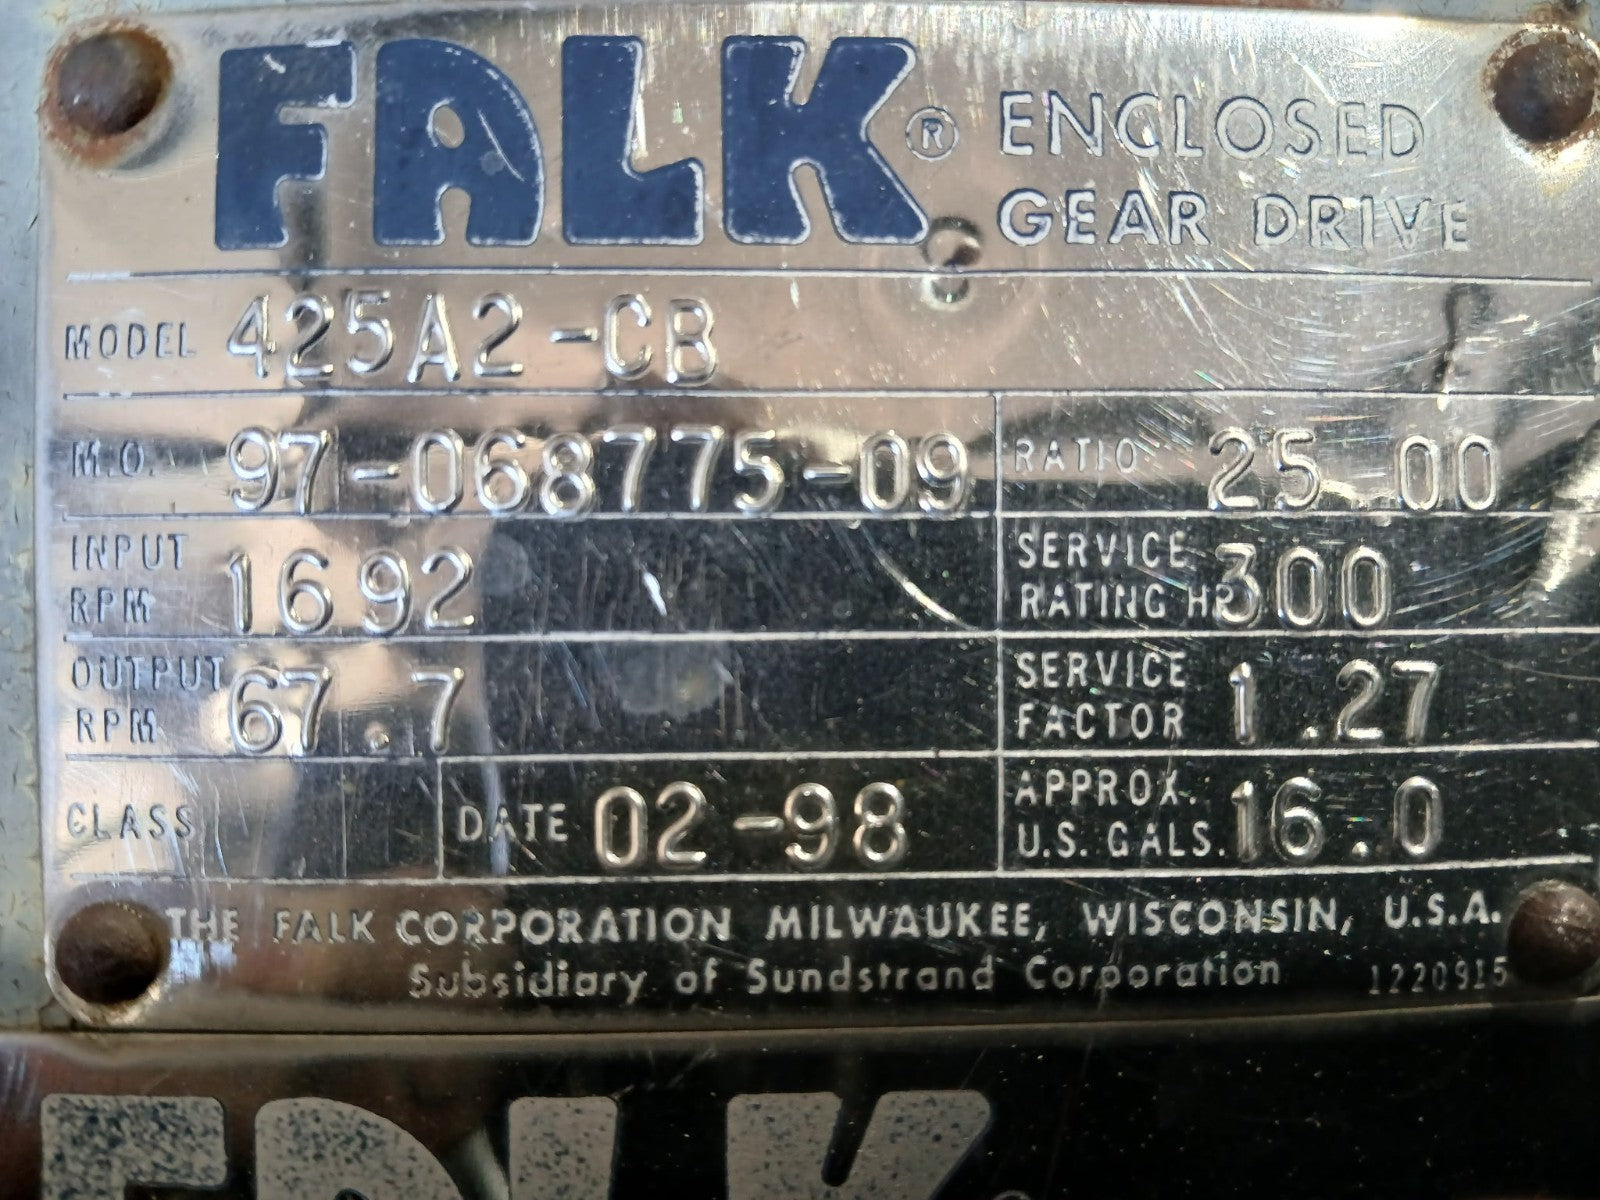 FALK® ENCLOSED
GEAR DRIVE
MODEL 425A2-CB
M.O. 97-068775-09 RATIO 25.00
INPUT RPM 1692 SERVICE RATING HP 300
OUTPUT RPM 67.7 SERVICE FACTOR 1.27
CLASS DATE 02-98 APPROX. U.S. GALS. 16.0
THE FALK CORPORATION MILWAUKEE, WISCONSIN, U.S.A.
Subsidiary of Sundstrand Corporation 1220915
FALK